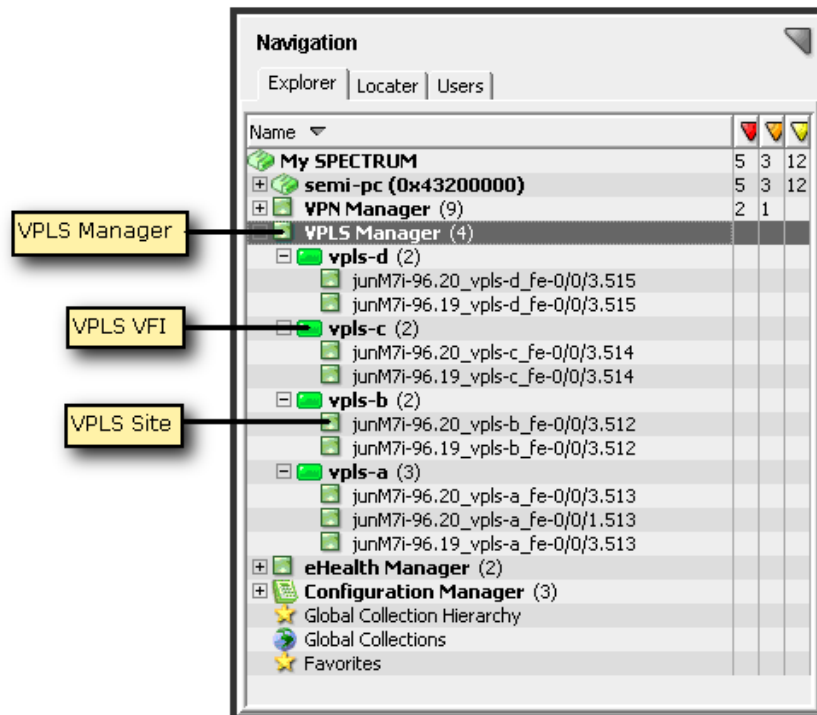 Navigation
Explorer Locater Users
Name
My SPECTRUM 5 3 12
semi-pc (0x43200000) 5 3 12
VPN Manager (9) 2 1
VPLS Manager
VPLS Manager (4)
vpls-d (2)
junM7i-96.20_vpls-d_fe-0/0/3.515
junM7i-96.19_vpls-d_fe-0/0/3.515
VPLS VFI
vpls-c (2)
junM7i-96.20_vpls-c_fe-0/0/3.514
junM7i-96.19_vpls-c_fe-0/0/3.514
vpls-b (2)
VPLS Site
junM7i-96.20_vpls-b_fe-0/0/3.512
junM7i-96.19_vpls-b_fe-0/0/3.512
vpls-a (3)
junM7i-96.20_vpls-a_fe-0/0/3.513
junM7i-96.20_vpls-a_fe-0/0/1.513
junM7i-96.19_vpls-a_fe-0/0/3.513
eHealth Manager (2)
Configuration Manager (3)
Global Collection Hierarchy
Global Collections
Favorites